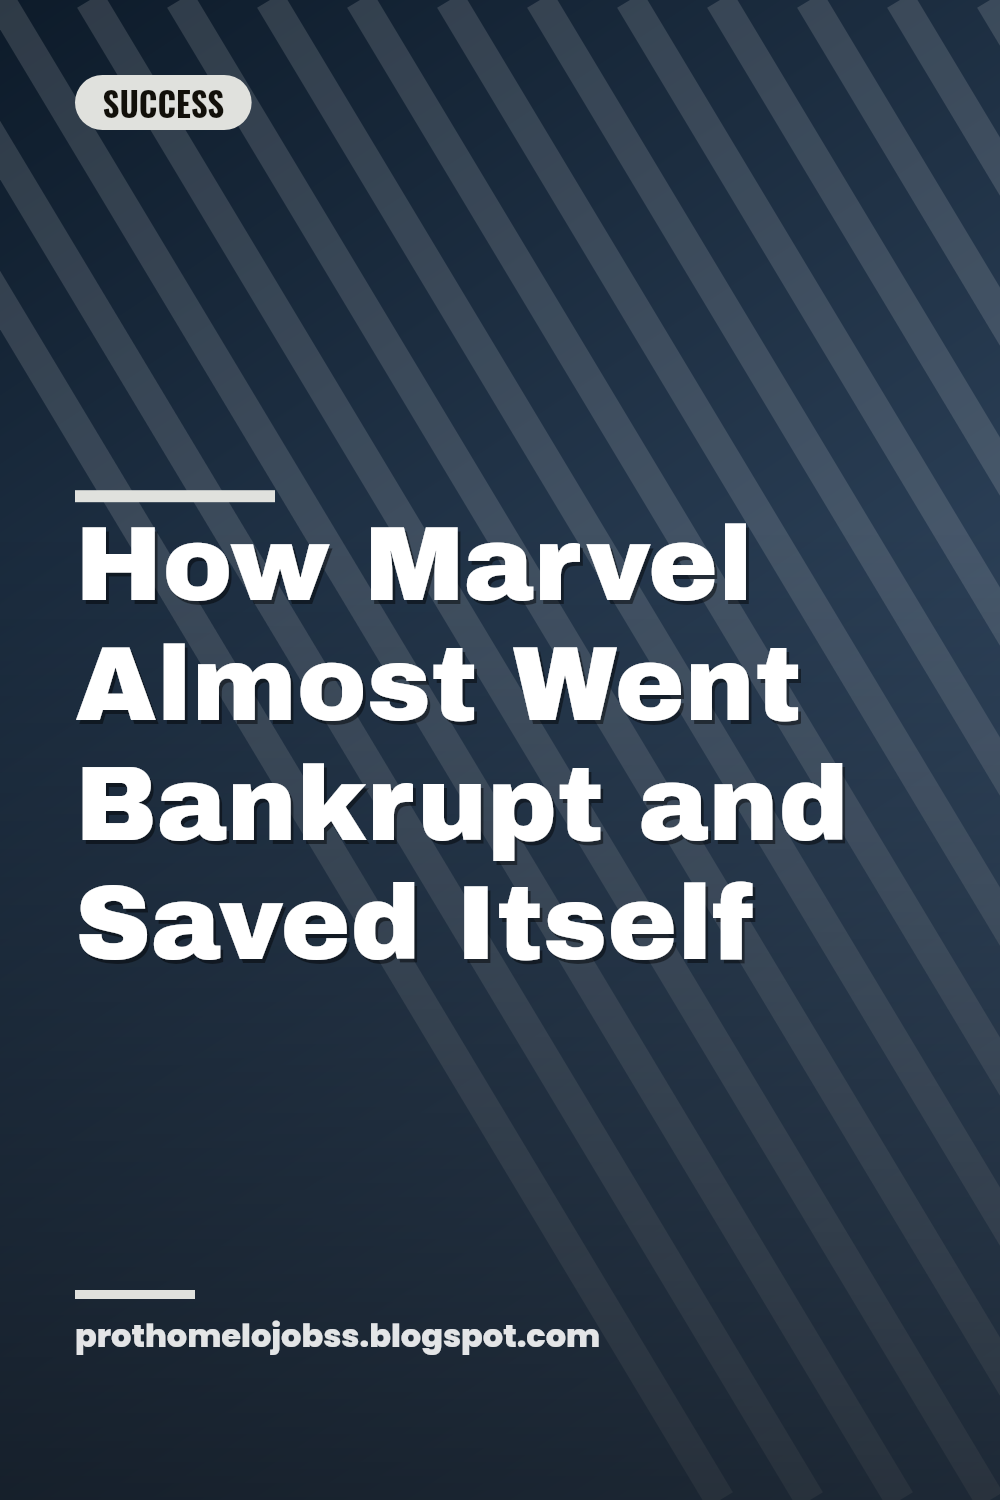 SUCCESS
How Marvel
Almost Went
Bankrupt and
Saved Itself
prothomelojobss.blogspot.com